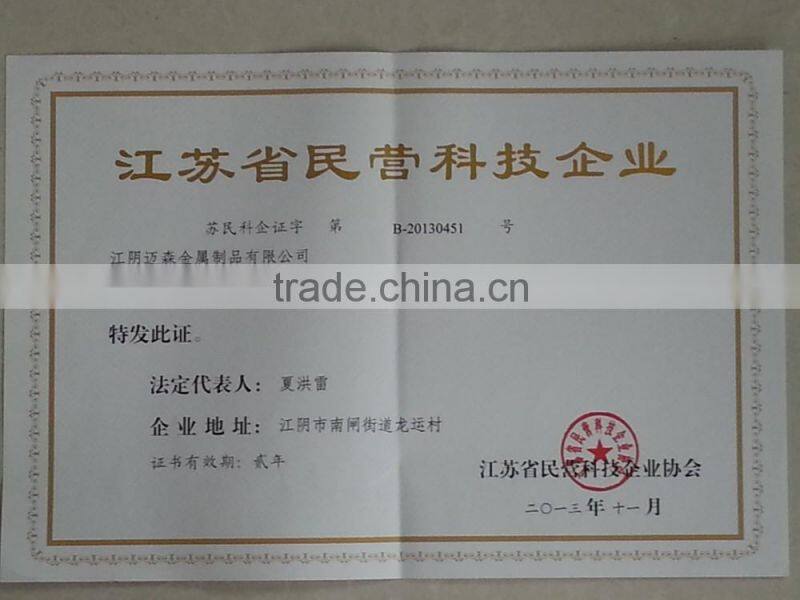 江苏省民营科技企业
苏民科企证字 第 B-20130451 号
江阴迈森金属制品有限公司
trade.china.cn
特发此证。
法定代表人: 夏洪雷
企业地址: 江阴市南闸街道龙运村
证书有效期: 贰年
江苏省民营科技企业协会
二〇一三年十一月